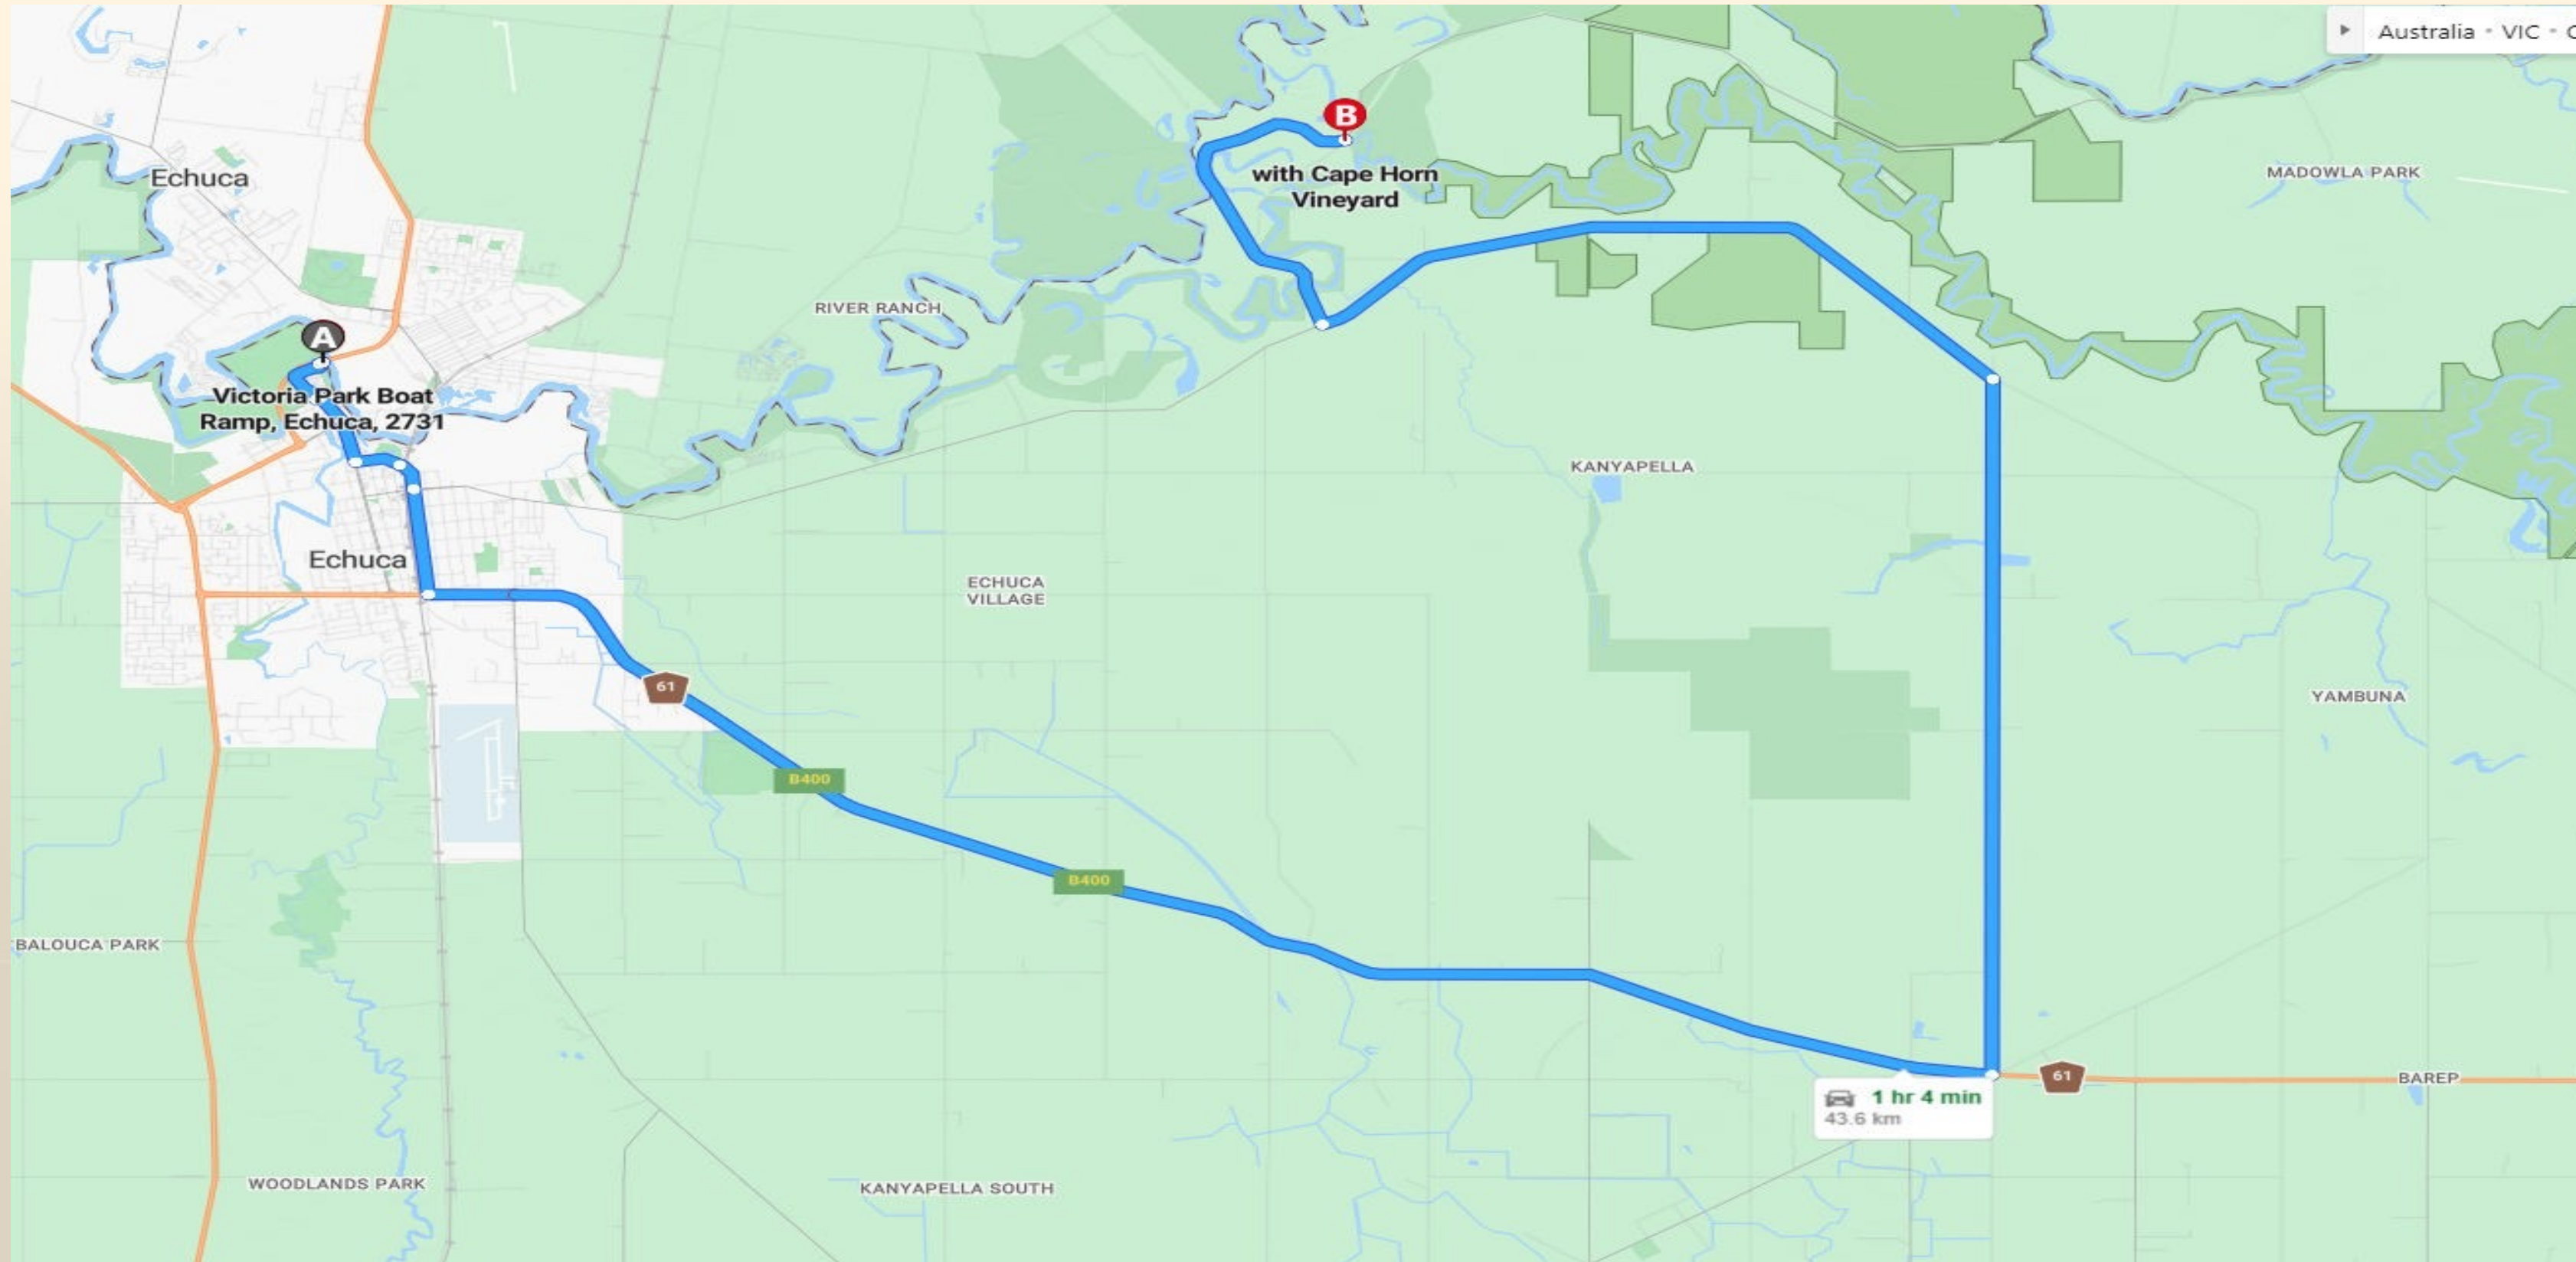 Australia • VIC •
B
with Cape Horn
Vineyard
MADOWLA PARK
Echuca
RIVER RANCH
A
Victoria Park Boat
Ramp, Echuca, 2731
KANYAPELLA
Echuca
ECHUCA
VILLAGE
61
YAMBUNA
B400
B400
BALOUCA PARK
61
BAREP
1 hr 4 min
43.6 km
WOODLANDS PARK
KANYAPELLA SOUTH